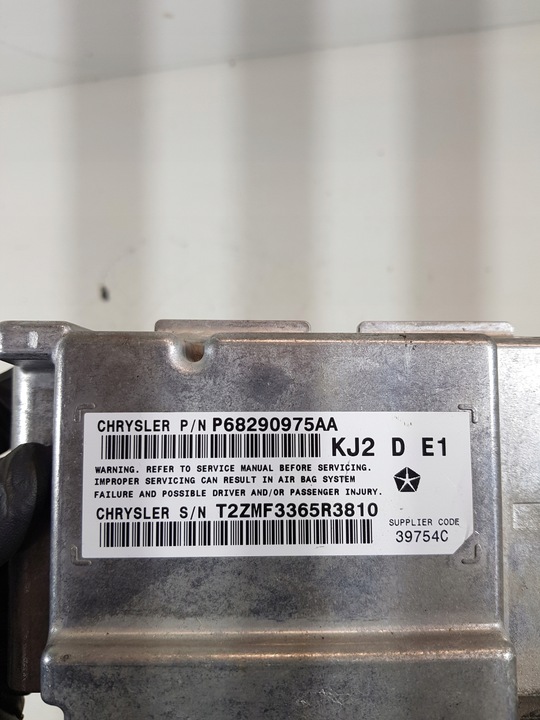 CHRYSLER P/N P68290975AA
KJ2 D E1
WARNING. REFER TO SERVICE MANUAL BEFORE SERVICING.
IMPROPER SERVICING CAN RESULT IN AIR BAG SYSTEM
FAILURE AND POSSIBLE DRIVER AND/OR PASSENGER INJURY.
CHRYSLER S/N T2ZMF3365R3810
SUPPLIER CODE
39754C